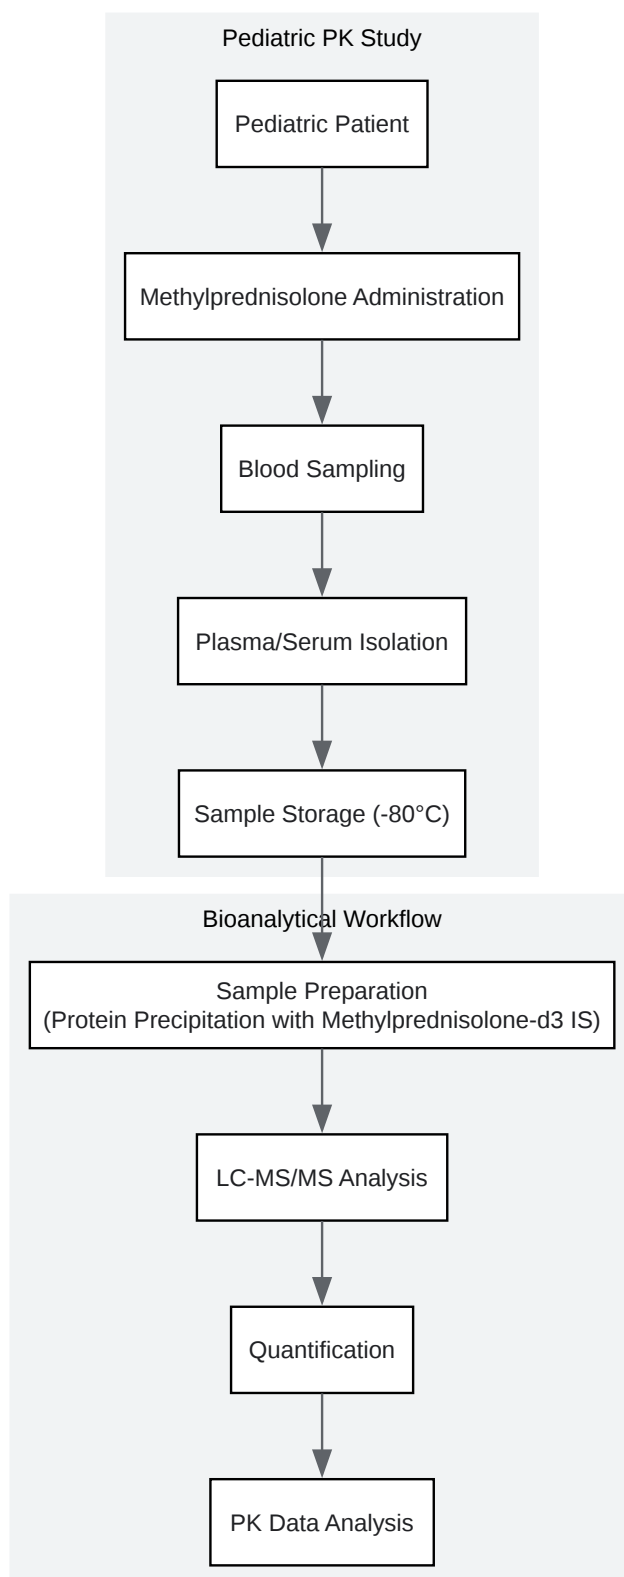 Pediatric PK Study
Pediatric Patient
Methylprednisolone Administration
Blood Sampling
Plasma/Serum Isolation
Sample Storage (-80°C)
Bioanalytical Workflow
Sample Preparation
(Protein Precipitation with Methylprednisolone-d3 IS)
LC-MS/MS Analysis
Quantification
PK Data Analysis